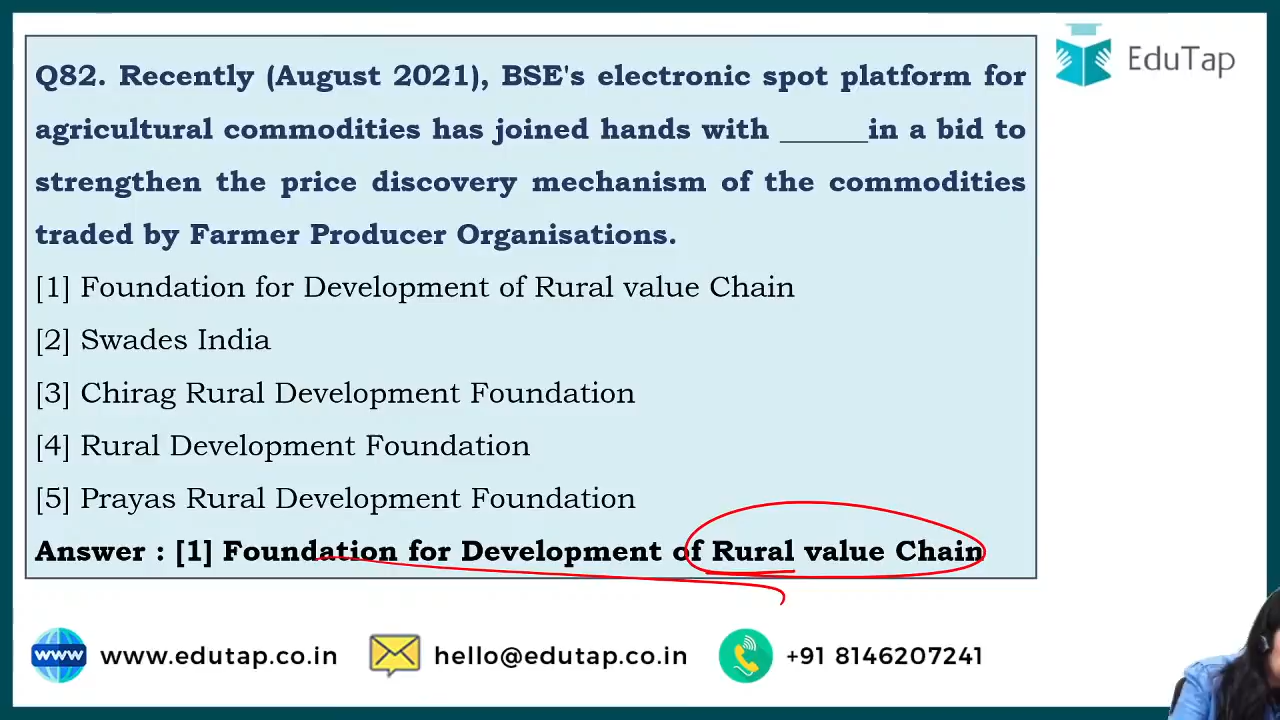 Q82. Recently (August 2021), BSE's electronic spot platform for
agricultural commodities has joined hands with ______in a bid to
strengthen the price discovery mechanism of the commodities
traded by Farmer Producer Organisations.
[1] Foundation for Development of Rural value Chain
[2] Swades India
[3] Chirag Rural Development Foundation
[4] Rural Development Foundation
[5] Prayas Rural Development Foundation
Answer : [1] Foundation for Development of Rural value Chain
EduTap
www www.edutap.co.in hello@edutap.co.in +91 8146207241